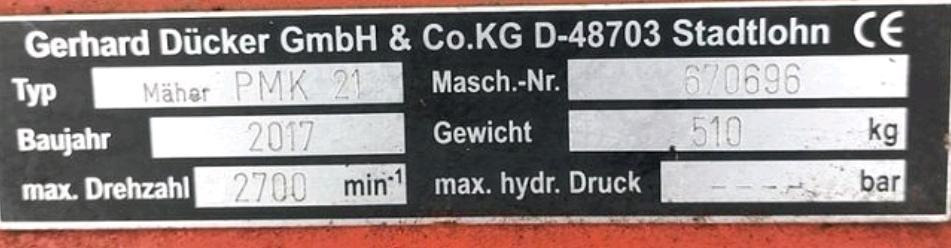 Gerhard Dücker GmbH & Co.KG D-48703 Stadtlohn CE
Typ Mäher PMK 21 Masch.-Nr. 670696
Baujahr 2017 Gewicht 510 kg
max. Drehzahl 2700 min⁻¹ max. hydr. Druck ---- bar